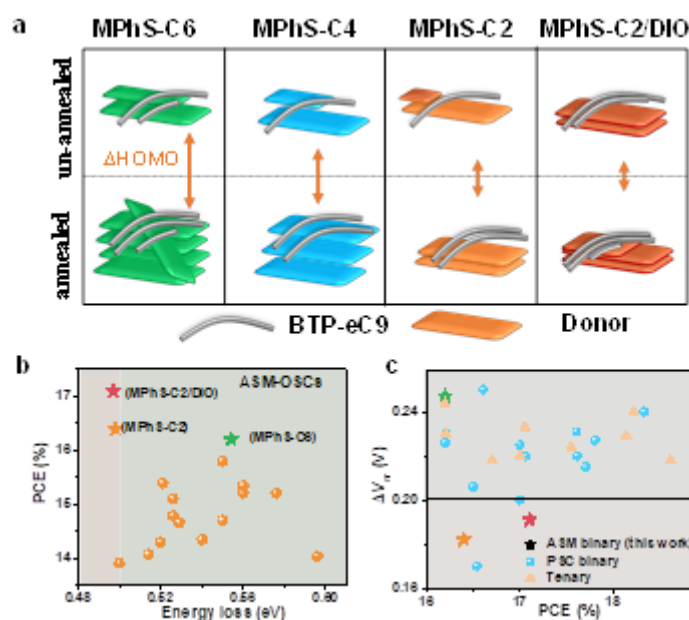 a
MPhS-C6 MPhS-C4 MPhS-C2 MPhS-C2/DIO
un-annealed
ΔHOMO
annealed
BTP-eC9 Donor
b
ASM-OSCs
(MPhS-C2/DIO)
(MPhS-C2)
(MPhS-C6)
PCE (%)
17
16
15
14
0.48 0.52 0.56 0.60
Energy loss (eV)
c
ΔVnr (V)
0.24
0.20
0.16
ASM binary (this work)
PSC binary
Tenary
16 17 18
PCE (%)